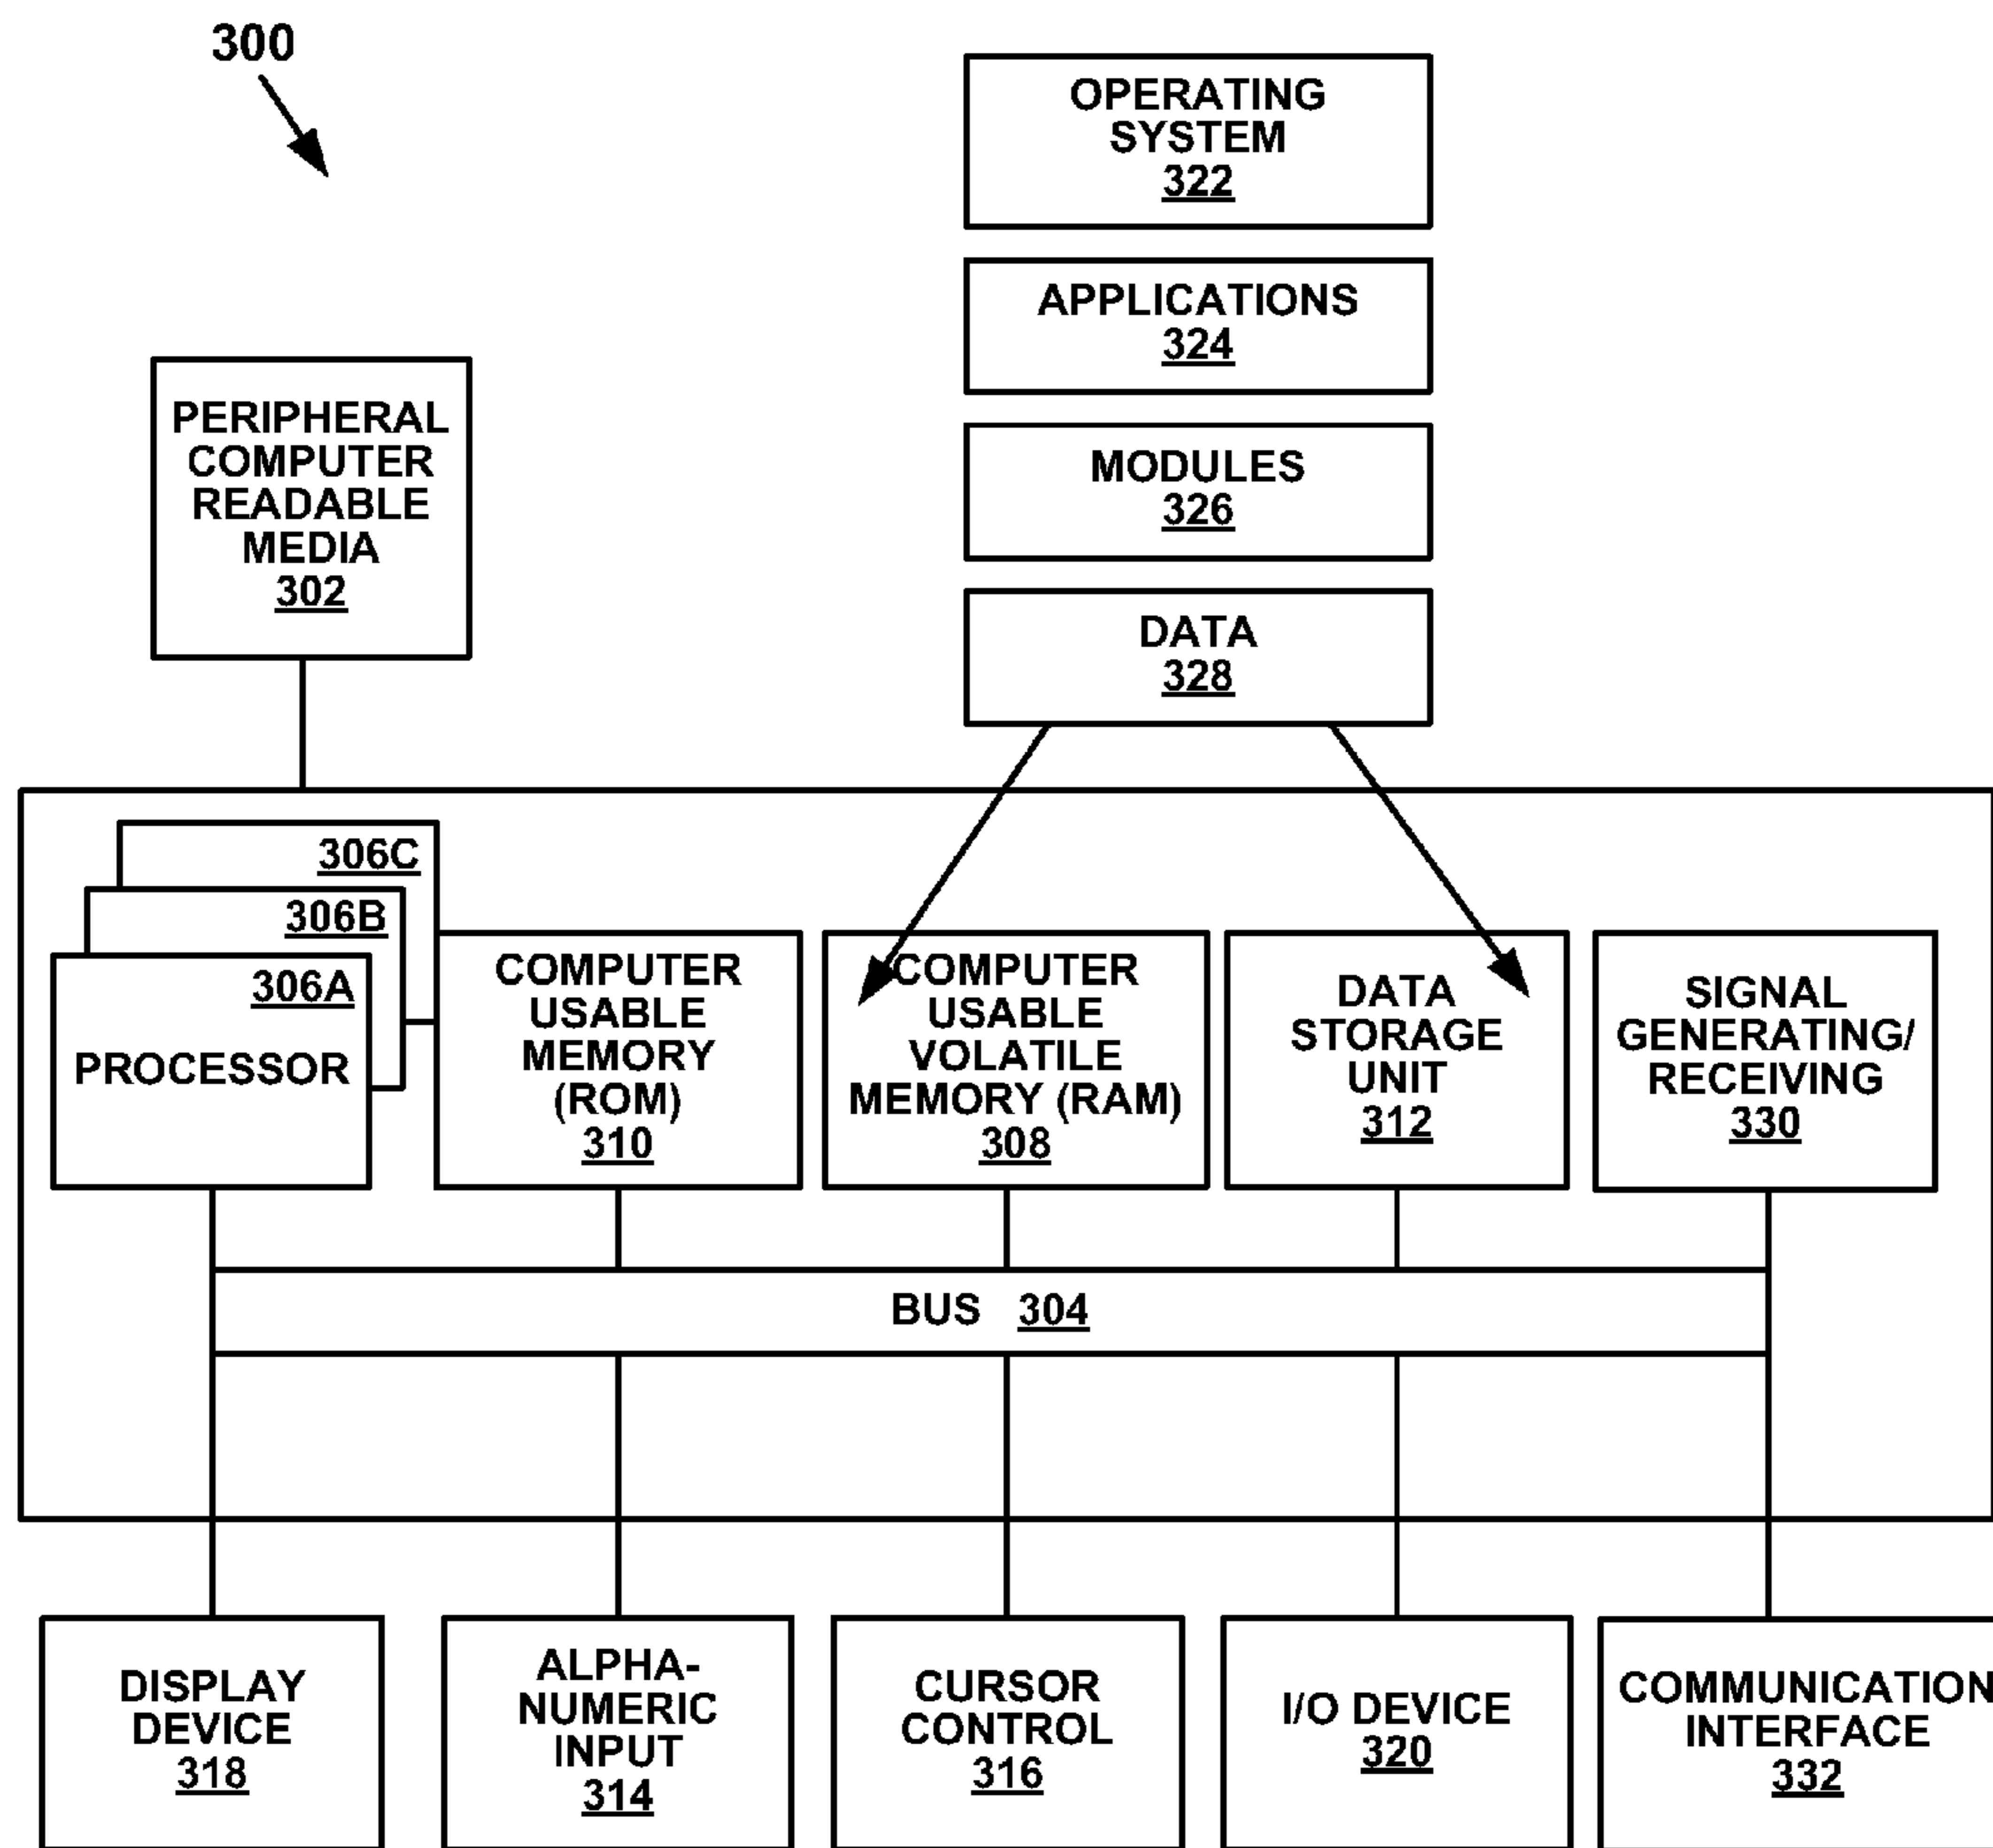 300
OPERATING
SYSTEM
322
APPLICATIONS
324
MODULES
326
DATA
328
PERIPHERAL
COMPUTER
READABLE
MEDIA
302
306C
306B
306A
PROCESSOR
COMPUTER
USABLE
MEMORY
(ROM)
310
COMPUTER
USABLE
VOLATILE
MEMORY (RAM)
308
DATA
STORAGE
UNIT
312
SIGNAL
GENERATING/
RECEIVING
330
BUS 304
DISPLAY
DEVICE
318
ALPHA-
NUMERIC
INPUT
314
CURSOR
CONTROL
316
I/O DEVICE
320
COMMUNICATION
INTERFACE
332